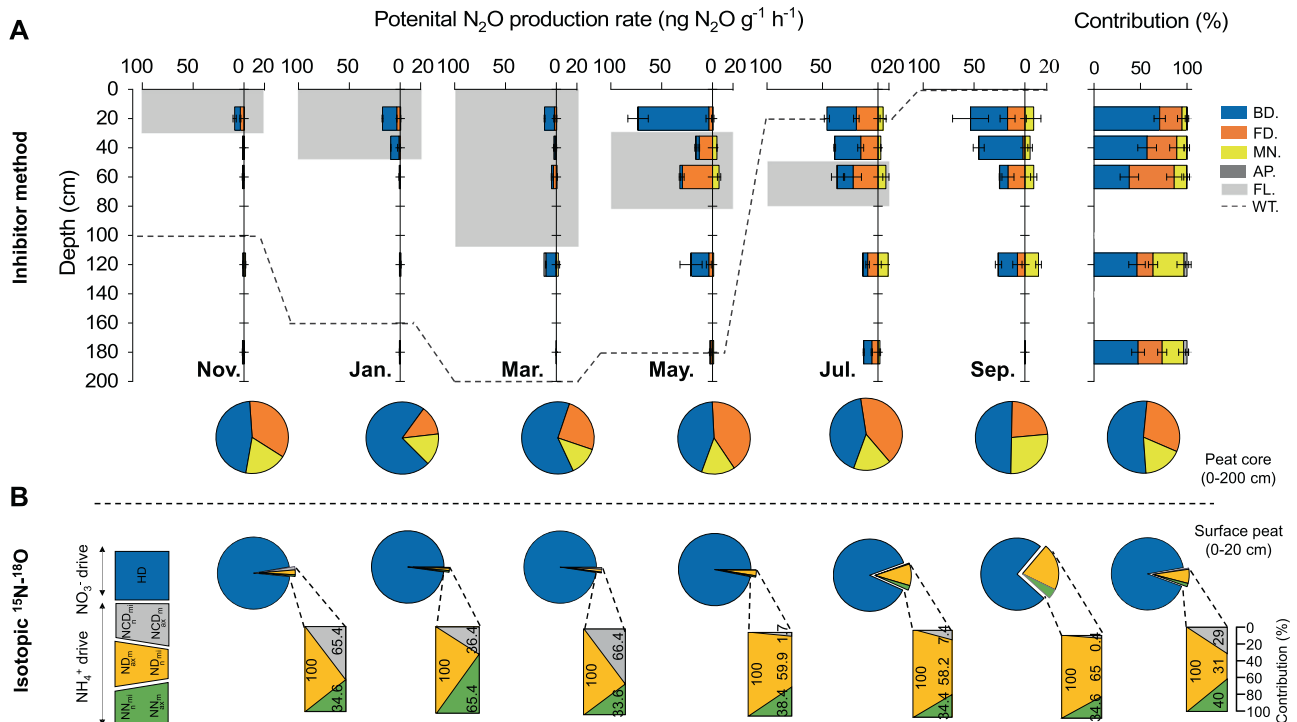 A
Potenital N₂O production rate (ng N₂O g⁻¹ h⁻¹)
Contribution (%)
100 50 0 20 100 50 0 20 100 50 0 20 100 50 0 20 100 50 0 20 100 50 0 20 0 50 100
Inhibitor method
Depth (cm)
0
20
40
60
80
100
120
140
160
180
200
BD.
FD.
MN.
AP.
FL.
WT.
Nov. Jan. Mar. May. Jul. Sep.
Peat core
(0-200 cm)
B
Surface peat
(0-20 cm)
Isotopic ¹⁵N-¹⁸O
NO₃⁻ drive
NH₄⁺ drive
HD
NCDₙᵐⁱ NCDₐₓᵐ
NDₐₓᵐ NDₙᵐⁱ
NNₙᵐⁱ NNₐₓᵐ
100 65.4 34.6
100 36.4 65.4
100 66.4 33.6
100 1.7 59.9 38.4
100 7.4 58.2 34.4
100 0.4 65 34.6
100 29 31 40
0
20
40
60
80
100
Contribution (%)